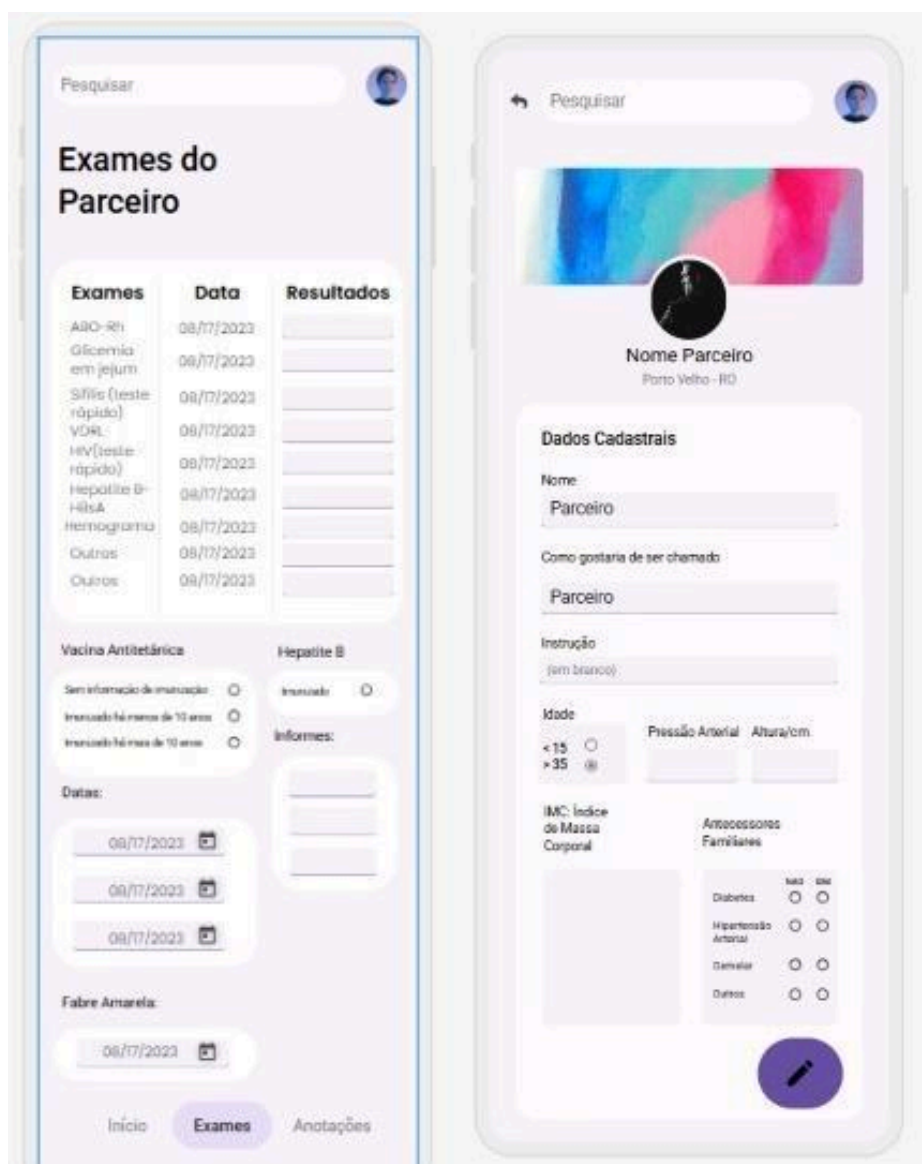 Pesquisar
Exames do
Parceiro
Exames Data Resultados
ABO-Rh 08/17/2023
Glicemia
em jejum 08/17/2023
Sífilis (teste
rápido) 08/17/2023
VDRL 08/17/2023
HIV(teste
rápido) 08/17/2023
Hepatite B-
HBsA 08/17/2023
Hemograma 08/17/2023
Outros 08/17/2023
Outros 08/17/2023
Vacina Antitetânica
Sem informação de imunização
Imunizado há menos de 10 anos
Imunizado há mais de 10 anos
Hepatite B
Imunizado
Informes:
Datas:
08/17/2023
08/17/2023
08/17/2023
Fabre Amarela:
08/17/2023
Início Exames Anotações
Pesquisar
Nome Parceiro
Porto Velho - RO
Dados Cadastrais
Nome
Parceiro
Como gostaria de ser chamado
Parceiro
Instrução
(em branco)
Idade
< 15
> 35
Pressão Arterial Altura/cm
IMC: Índice
de Massa
Corporal
Antecessores
Familiares
NÃO SIM
Diabetes
Hipertensão
Arterial
Gemelar
Outros